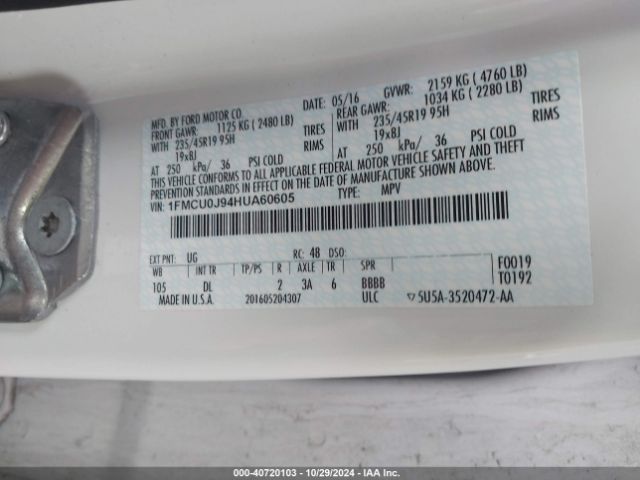 MFD. BY FORD MOTOR CO.
DATE: 05/16 GVWR: 2159 KG ( 4760 LB)
FRONT GAWR: 1125 KG ( 2480 LB)
REAR GAWR: 1034 KG ( 2280 LB)
WITH 235/45R19 95H TIRES
WITH 235/45R19 95H TIRES
19x8J RIMS
19x8J RIMS
AT 250 kPa/ 36 PSI COLD
AT 250 kPa/ 36 PSI COLD
THIS VEHICLE CONFORMS TO ALL APPLICABLE FEDERAL MOTOR VEHICLE SAFETY AND THEFT
PREVENTION STANDARDS IN EFFECT ON THE DATE OF MANUFACTURE SHOWN ABOVE.
VIN: 1FMCU0J94HUA60605
TYPE: MPV
EXT PNT: UG RC: 48 DSO: F0019
WB INT TR TP/PS R AXLE TR SPR T0192
105 DL 2 3A 6 BBBB
MADE IN U.S.A. 201605204307 ULC ▽5U5A-3520472-AA
000-40720103 - 10/29/2024 - IAA Inc.